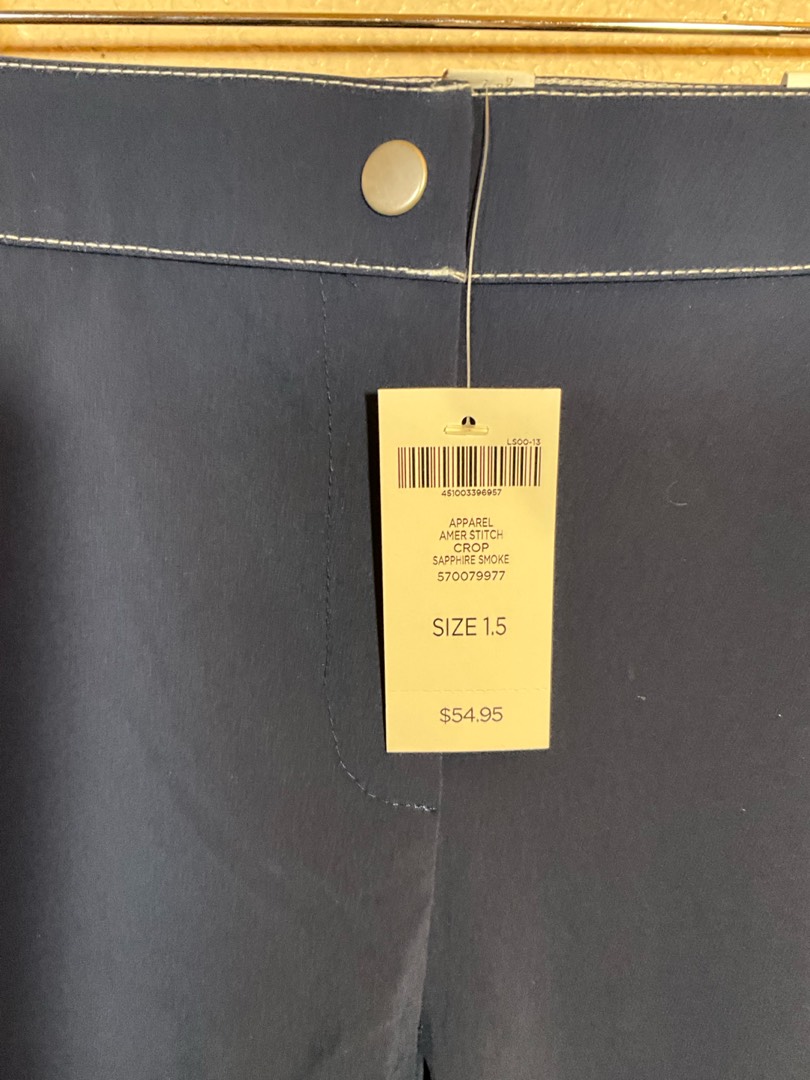 LS00-13
451003396957
APPAREL
AMER STITCH
CROP
SAPPHIRE SMOKE
570079977
SIZE 1.5
$54.95